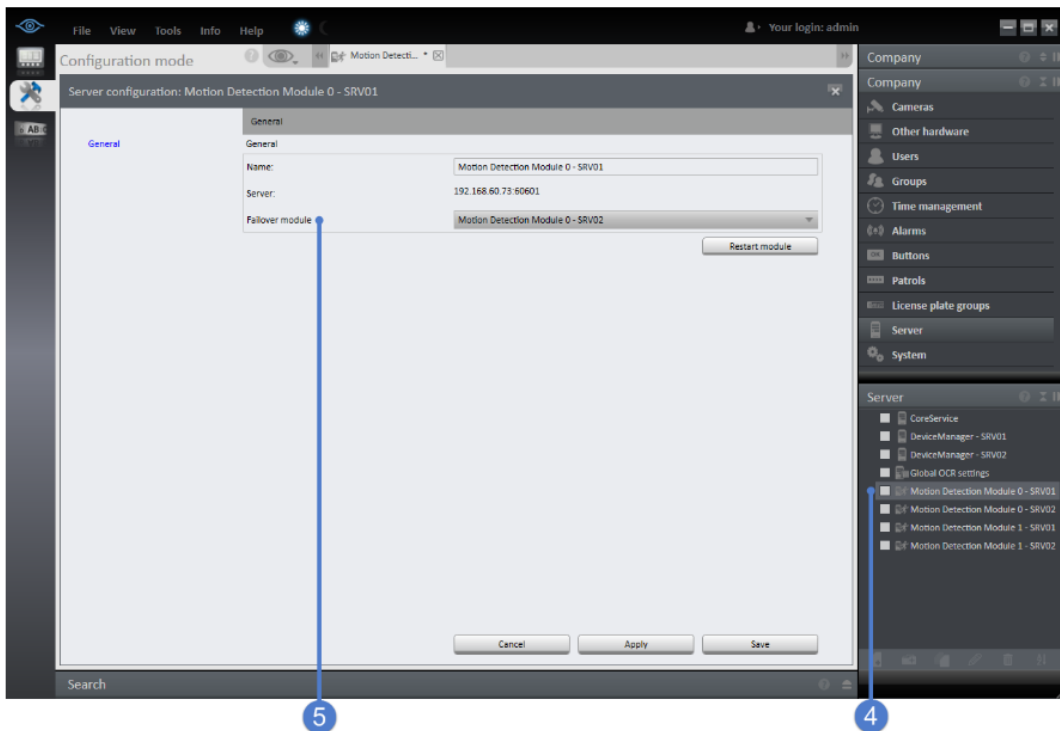 File View Tools Info Help
Your login: admin
Configuration mode
Motion Detecti... *
Server configuration: Motion Detection Module 0 - SRV01
General
General
General
Name:
Motion Detection Module 0 - SRV01
Server:
192.168.60.73:60601
Failover module
Motion Detection Module 0 - SRV02
Restart module
Cancel
Apply
Save
Search
Company
Company
Cameras
Other hardware
Users
Groups
Time management
Alarms
Buttons
Patrols
License plate groups
Server
System
Server
CoreService
DeviceManager - SRV01
DeviceManager - SRV02
Global OCR settings
Motion Detection Module 0 - SRV01
Motion Detection Module 0 - SRV02
Motion Detection Module 1 - SRV01
Motion Detection Module 1 - SRV02
5
4